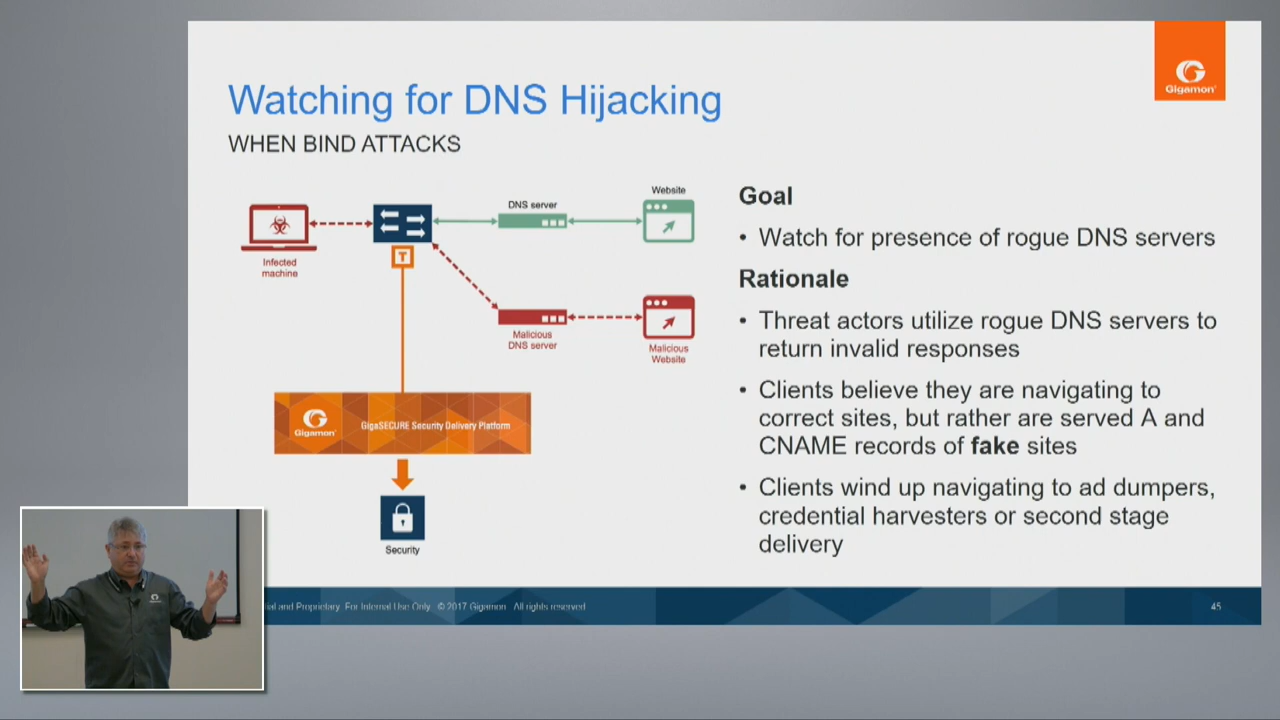 Gigamon
Watching for DNS Hijacking
WHEN BIND ATTACKS
Website
DNS server
Infected
machine
T
Malicious
DNS server
Malicious
Website
Gigamon
GigaSECURE Security Delivery Platform
Security
Goal
• Watch for presence of rogue DNS servers
Rationale
• Threat actors utilize rogue DNS servers to
return invalid responses
• Clients believe they are navigating to
correct sites, but rather are served A and
CNAME records of fake sites
• Clients wind up navigating to ad dumpers,
credential harvesters or second stage
delivery
and Proprietary. For Internal Use Only. © 2017 Gigamon. All rights reserved.
45